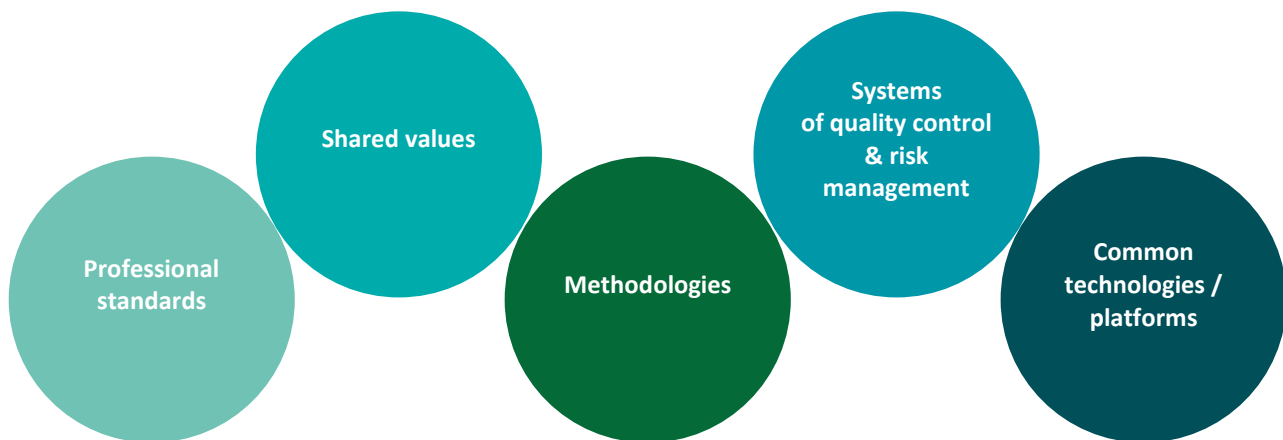 Professional
standards
Shared values
Methodologies
Systems
of quality control
& risk
management
Common
technologies /
platforms